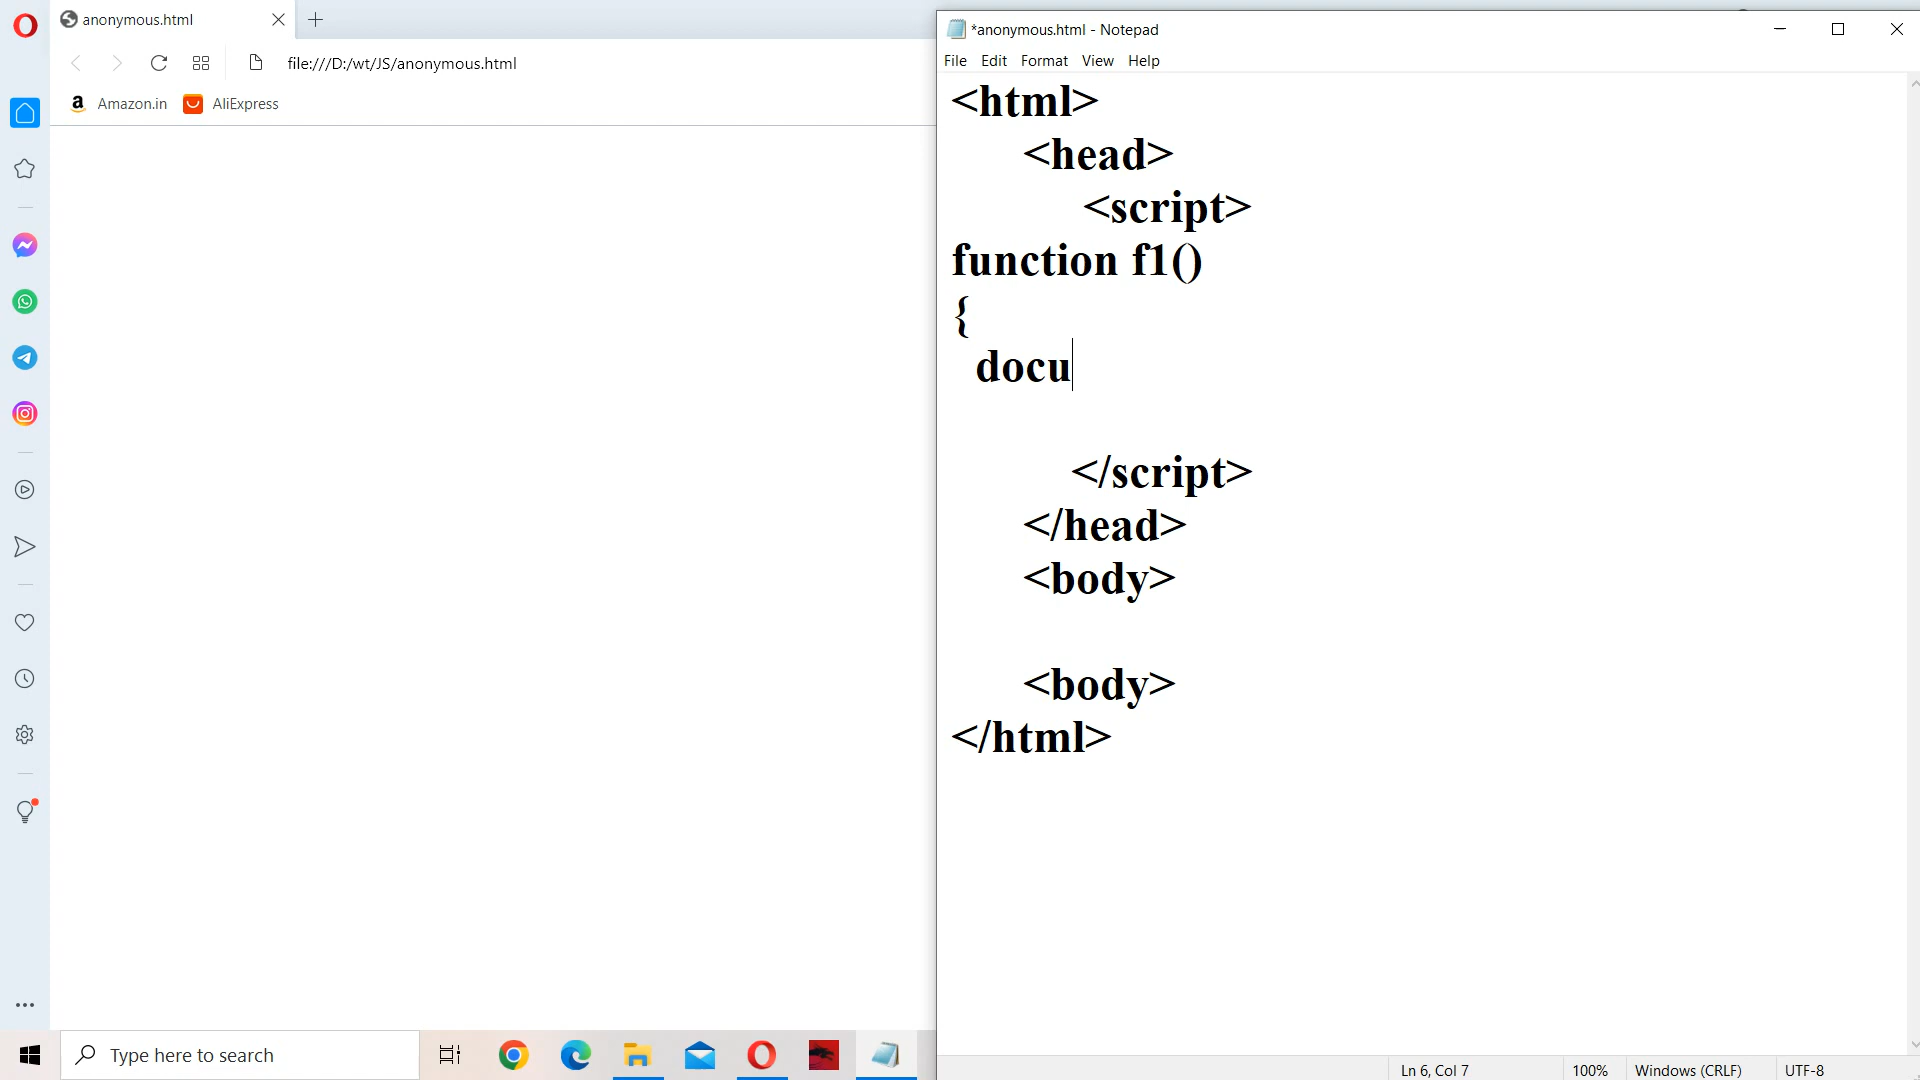 anonymous.html
file:///D:/wt/JS/anonymous.html
a Amazon.in AliExpress
*anonymous.html - Notepad
File Edit Format View Help
<html>
<head>
<script>
function f1()
{
docu
</script>
</head>
<body>
<body>
</html>
Ln 6, Col 7 100% Windows (CRLF) UTF-8
Type here to search